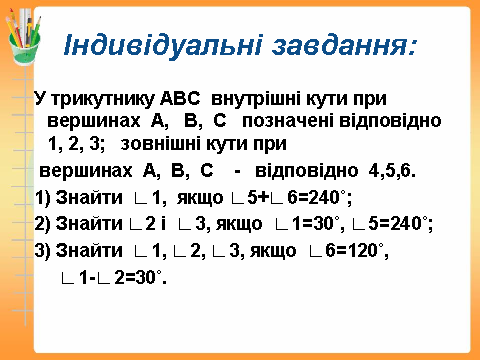 Індивідуальні завдання:
У трикутнику АВС внутрішні кути при
вершинах А, В, С позначені відповідно
1, 2, 3; зовнішні кути при
вершинах А, В, С - відповідно 4,5,6.
1) Знайти ∟1, якщо ∟5+∟6=240˚;
2) Знайти ∟2 і ∟3, якщо ∟1=30˚, ∟5=240˚;
3) Знайти ∟1, ∟2, ∟3, якщо ∟6=120˚,
∟1-∟2=30˚.